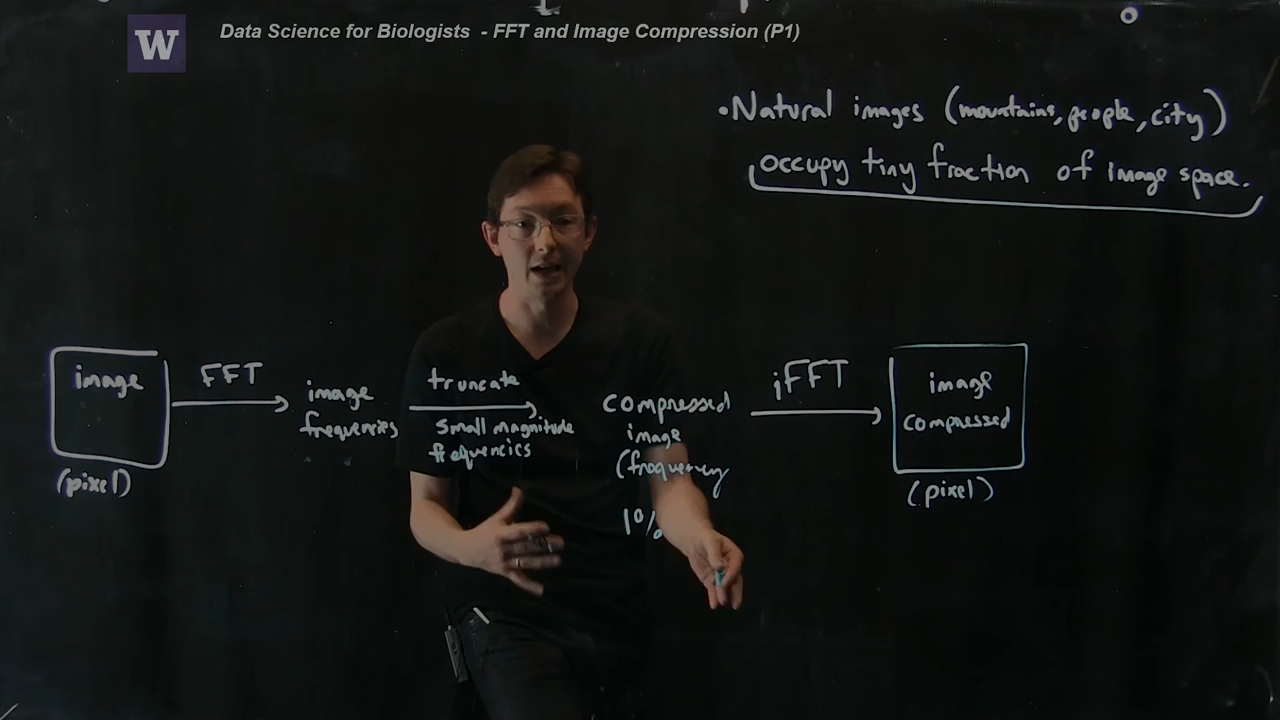 W
Data Science for Biologists - FFT and Image Compression (P1)
•Natural images (mountains, people, city)
occupy tiny fraction of image space.
image
(pixel)
FFT
image
frequencies
truncate
small magnitude
frequencies
compressed
image
(frequency
1%
iFFT
image
compressed
(pixel)